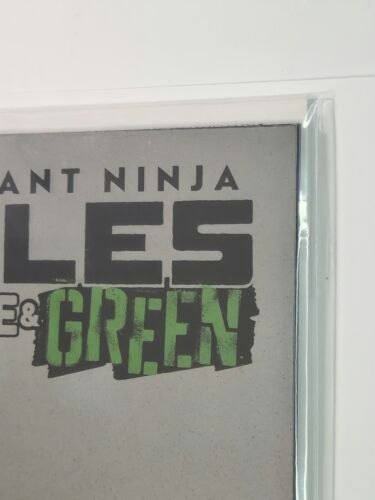 ANT NINJA
LES
E & GREEN